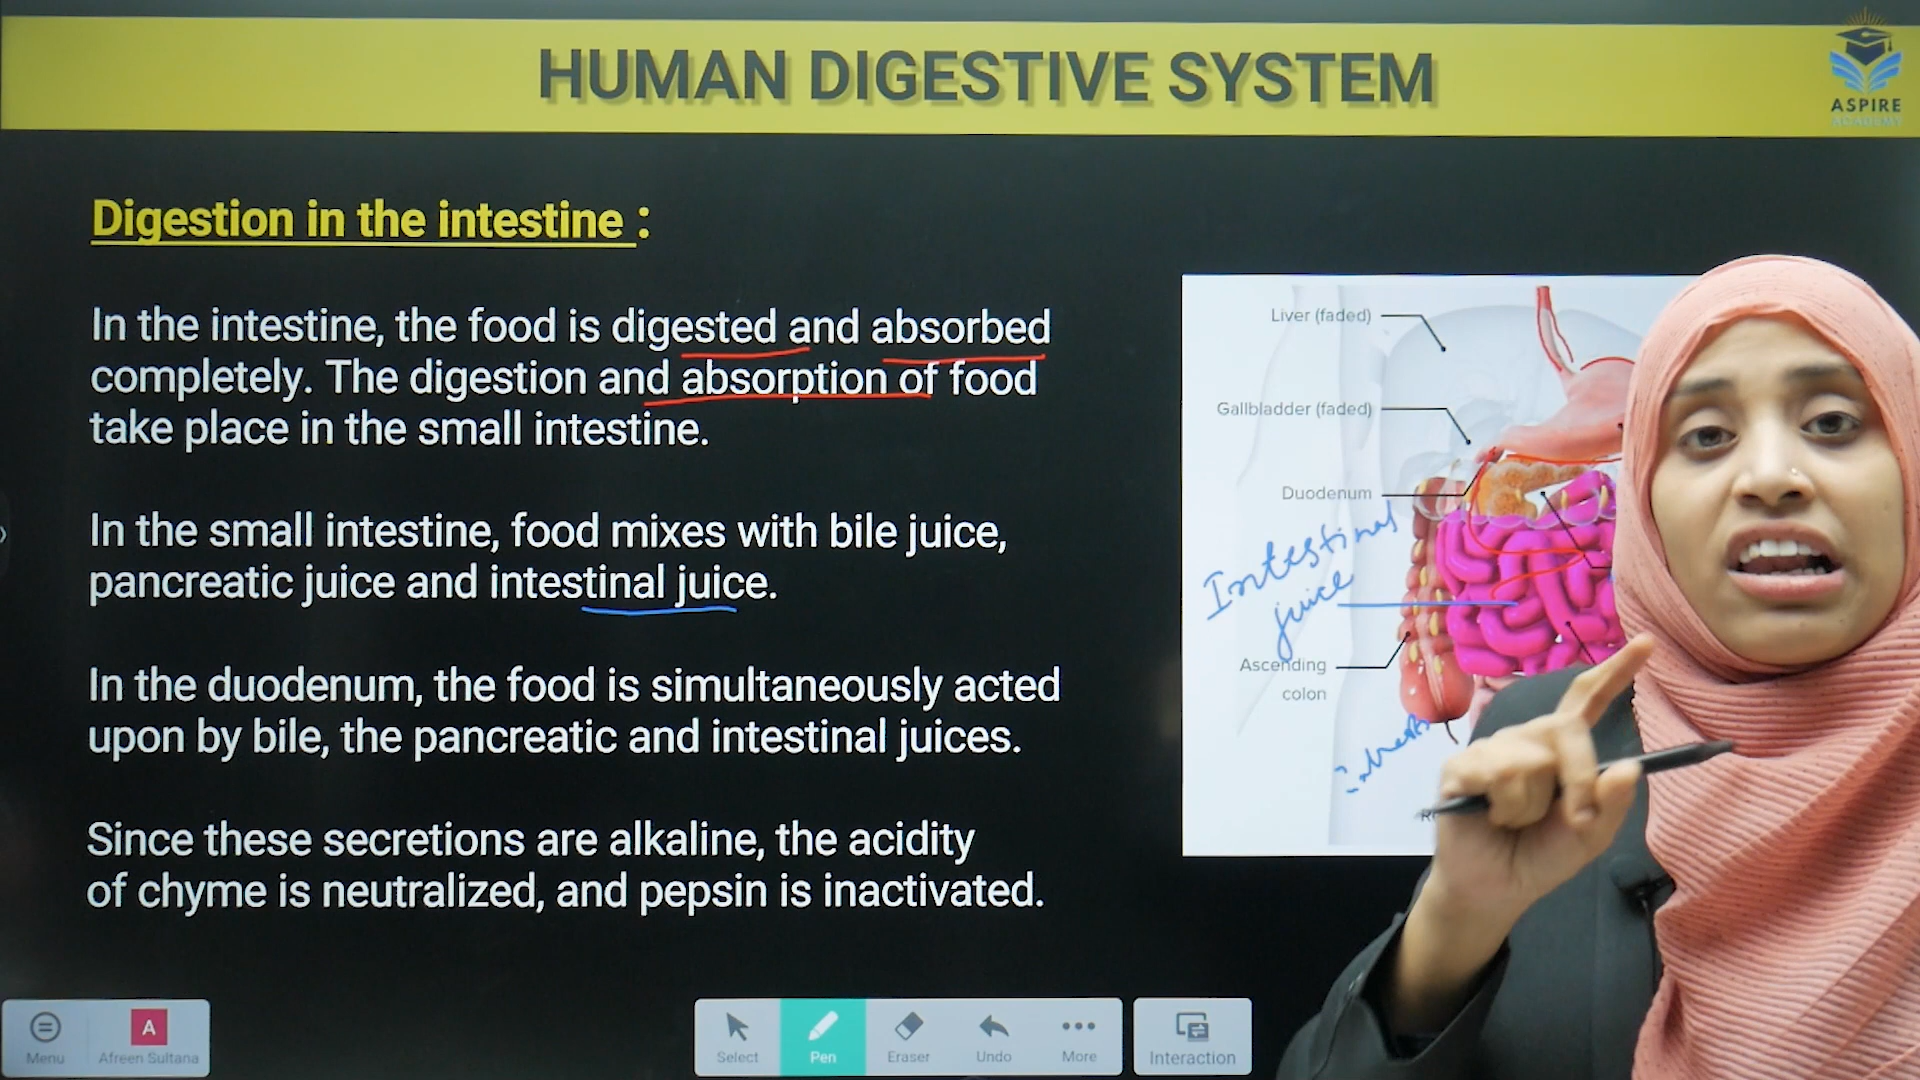 HUMAN DIGESTIVE SYSTEM
ASPIRE
ACADEMY
Digestion in the intestine :
In the intestine, the food is digested and absorbed
completely. The digestion and absorption of food
take place in the small intestine.
In the small intestine, food mixes with bile juice,
pancreatic juice and intestinal juice.
In the duodenum, the food is simultaneously acted
upon by bile, the pancreatic and intestinal juices.
Since these secretions are alkaline, the acidity
of chyme is neutralized, and pepsin is inactivated.
Liver (faded)
Gallbladder (faded)
Duodenum
Intestinal
juice
Ascending
colon
Menu
A
Afreen Sultana
Select
Pen
Eraser
Undo
More
Interaction